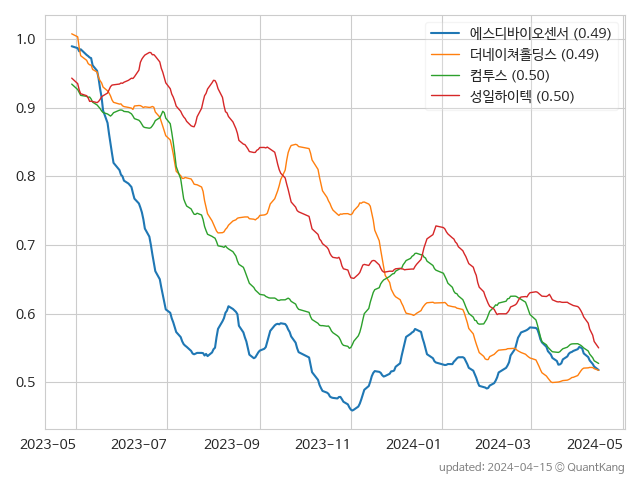 에스디바이오센서 (0.49)
더네이쳐홀딩스 (0.49)
컴투스 (0.50)
성일하이텍 (0.50)
1.0
0.9
0.8
0.7
0.6
0.5
2023-05 2023-07 2023-09 2023-11 2024-01 2024-03 2024-05
updated: 2024-04-15 © QuantKang